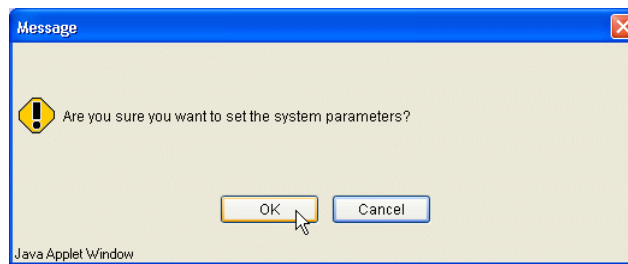 Message
Are you sure you want to set the system parameters?
OK Cancel
Java Applet Window